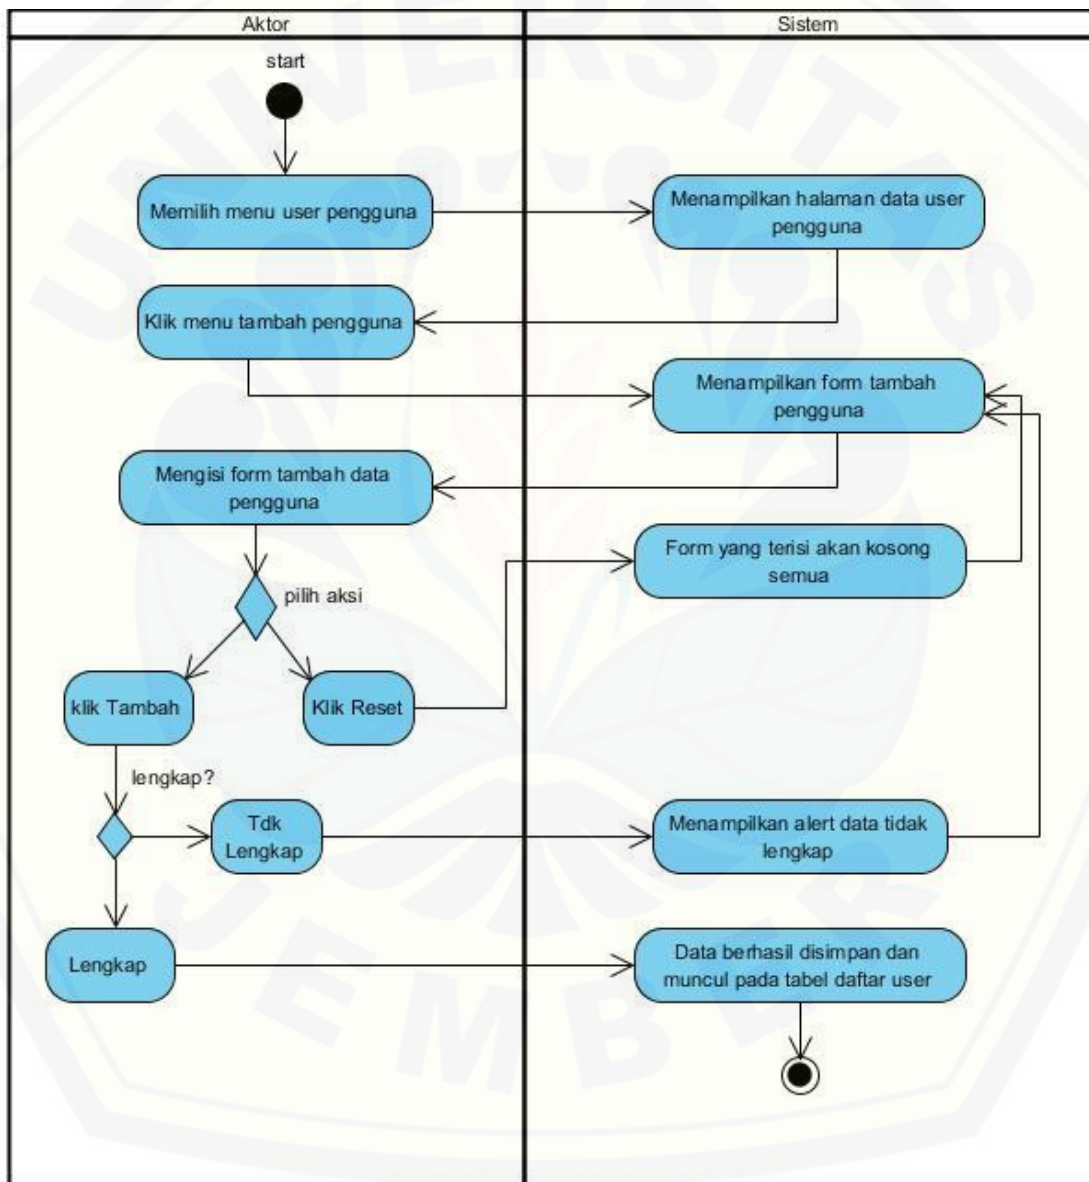 Aktor
Sistem
start
Memilih menu user pengguna
Menampilkan halaman data user
pengguna
Klik menu tambah pengguna
Menampilkan form tambah
pengguna
Mengisi form tambah data
pengguna
Form yang terisi akan kosong
semua
pilih aksi
klik Tambah
Klik Reset
lengkap?
Tdk
Lengkap
Menampilkan alert data tidak
lengkap
Lengkap
Data berhasil disimpan dan
muncul pada tabel daftar user
UNIVERSITAS
JEMBER